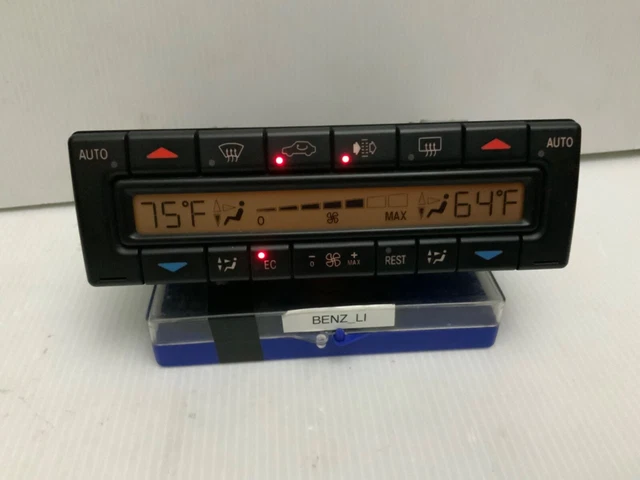 AUTO AUTO
75°F 0 MAX 64°F
EC - 0 + MAX REST
BENZ_LI